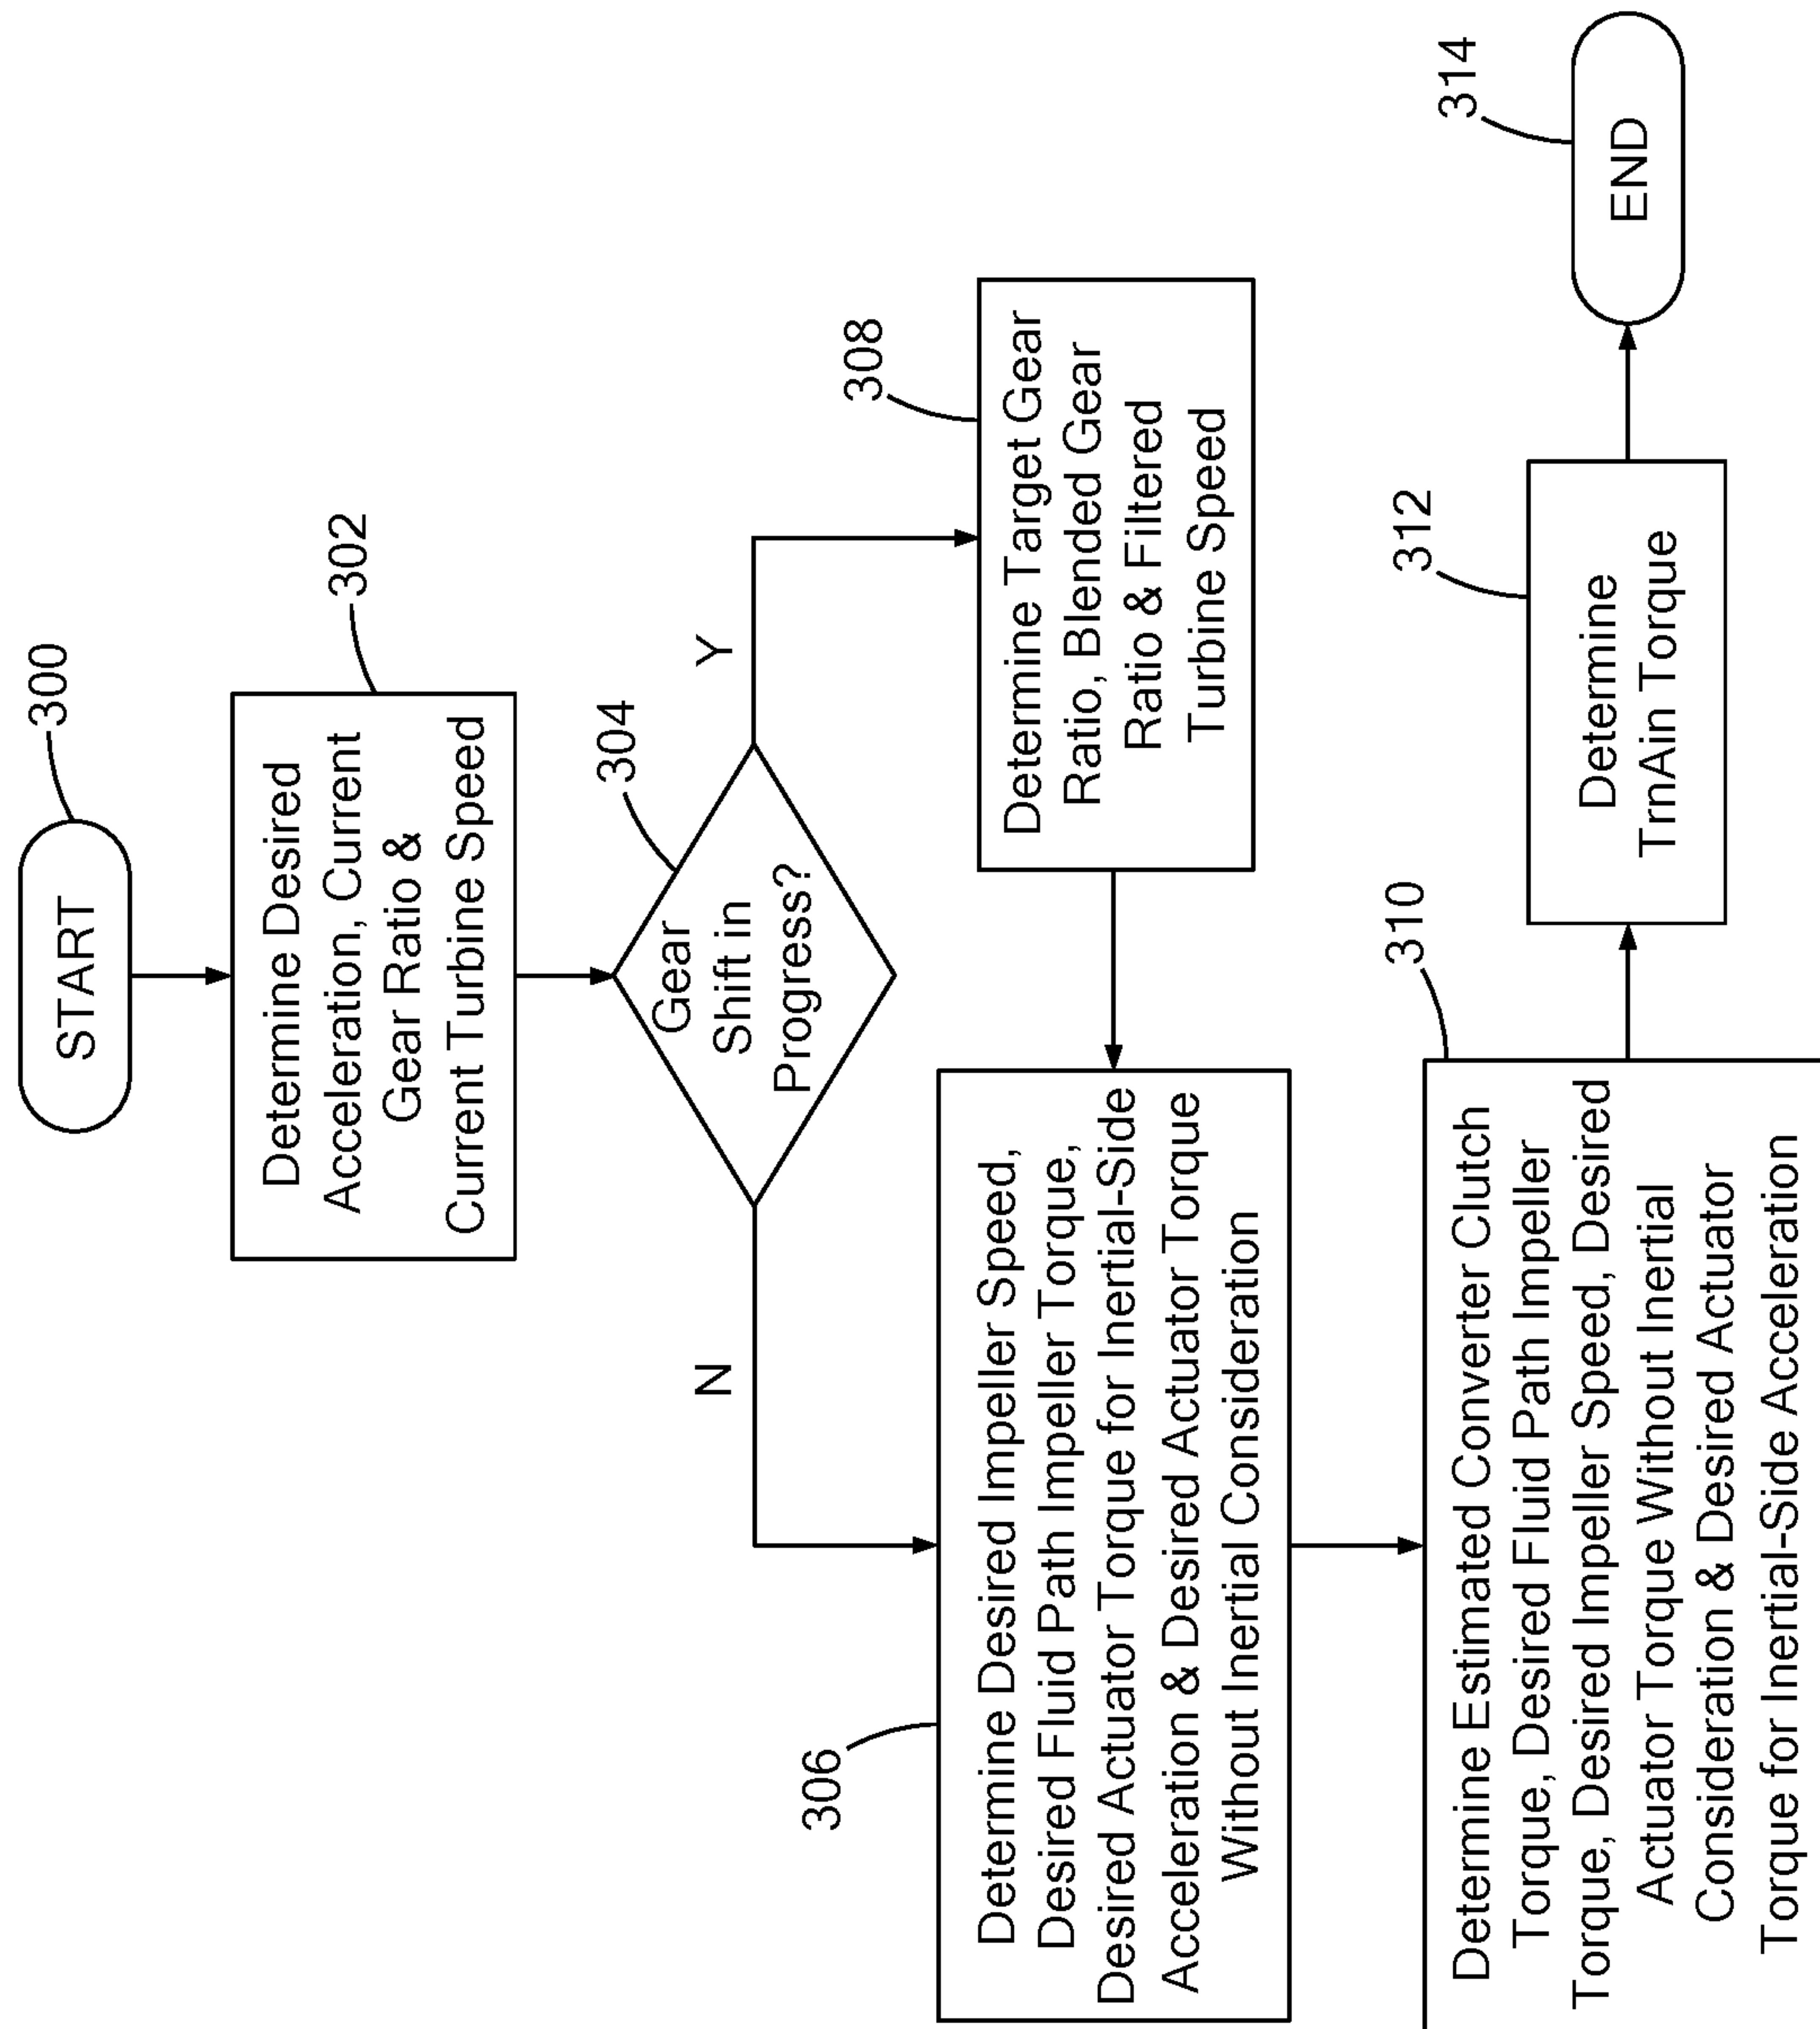 START
300
Determine Desired
Acceleration, Current
Gear Ratio &
Current Turbine Speed
302
Gear
Shift in
Progress?
304
N
Y
Determine Desired Impeller Speed,
Desired Fluid Path Impeller Torque,
Desired Actuator Torque for Inertial-Side
Acceleration & Desired Actuator Torque
Without Inertial Consideration
306
Determine Target Gear
Ratio, Blended Gear
Ratio & Filtered
Turbine Speed
308
Determine Estimated Converter Clutch
Torque, Desired Fluid Path Impeller
Torque, Desired Impeller Speed, Desired
Actuator Torque Without Inertial
Consideration & Desired Actuator
Torque for Inertial-Side Acceleration
310
Determine
TrnAin Torque
312
END
314